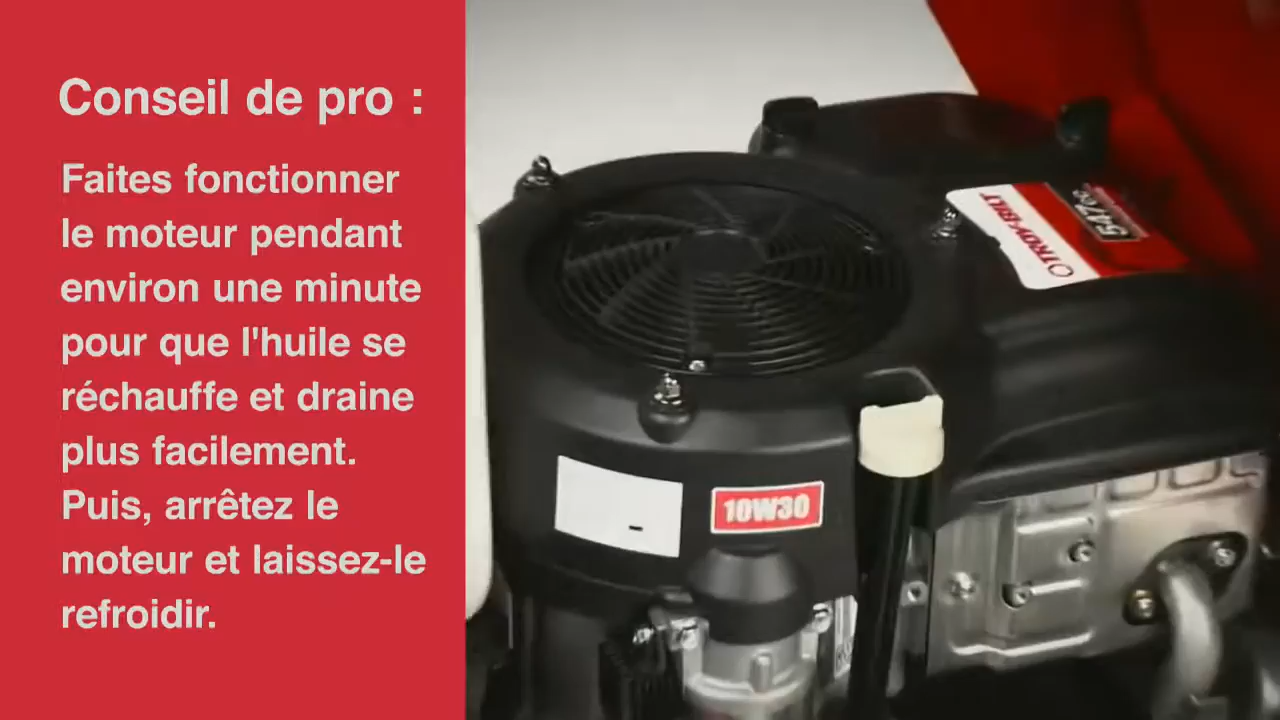 Conseil de pro :
Faites fonctionner
le moteur pendant
environ une minute
pour que l'huile se
réchauffe et draine
plus facilement.
Puis, arrêtez le
moteur et laissez-le
refroidir.
TROY-BILT
547cc
10W30